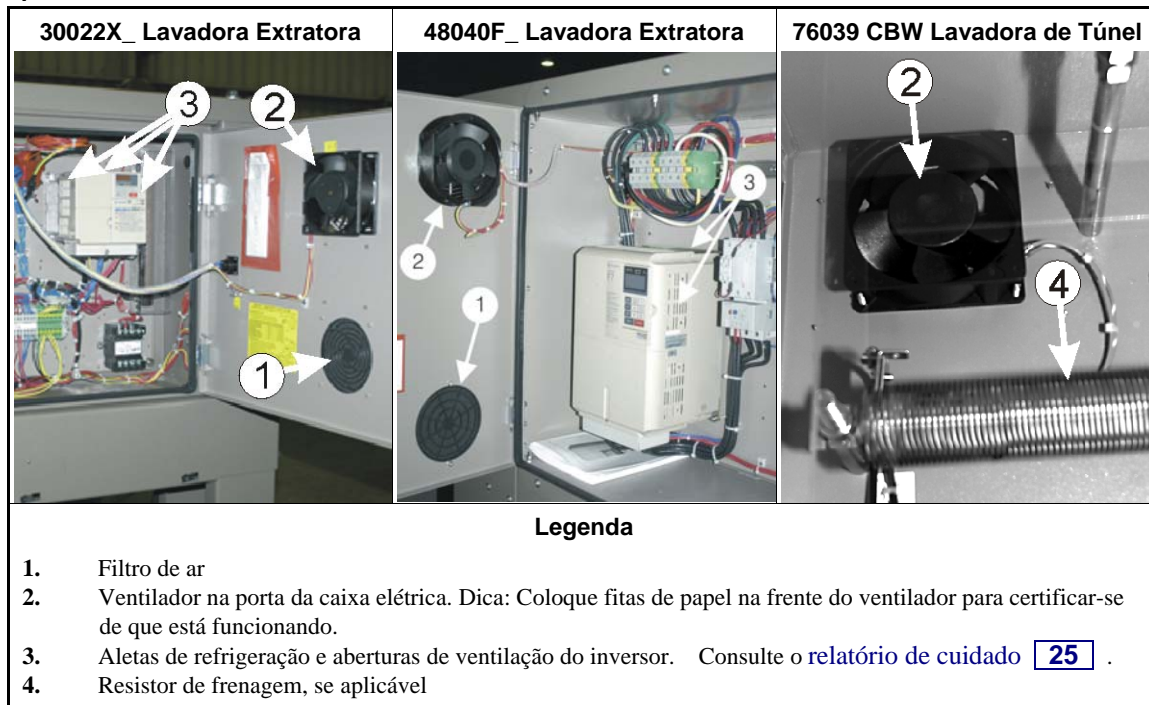 30022X_ Lavadora Extratora
48040F_ Lavadora Extratora
76039 CBW Lavadora de Túnel
3
2
1
2
1
3
2
4
Legenda
1. Filtro de ar
2. Ventilador na porta da caixa elétrica. Dica: Coloque fitas de papel na frente do ventilador para certificar-se
de que está funcionando.
3. Aletas de refrigeração e aberturas de ventilação do inversor. Consulte o relatório de cuidado 25 .
4. Resistor de frenagem, se aplicável